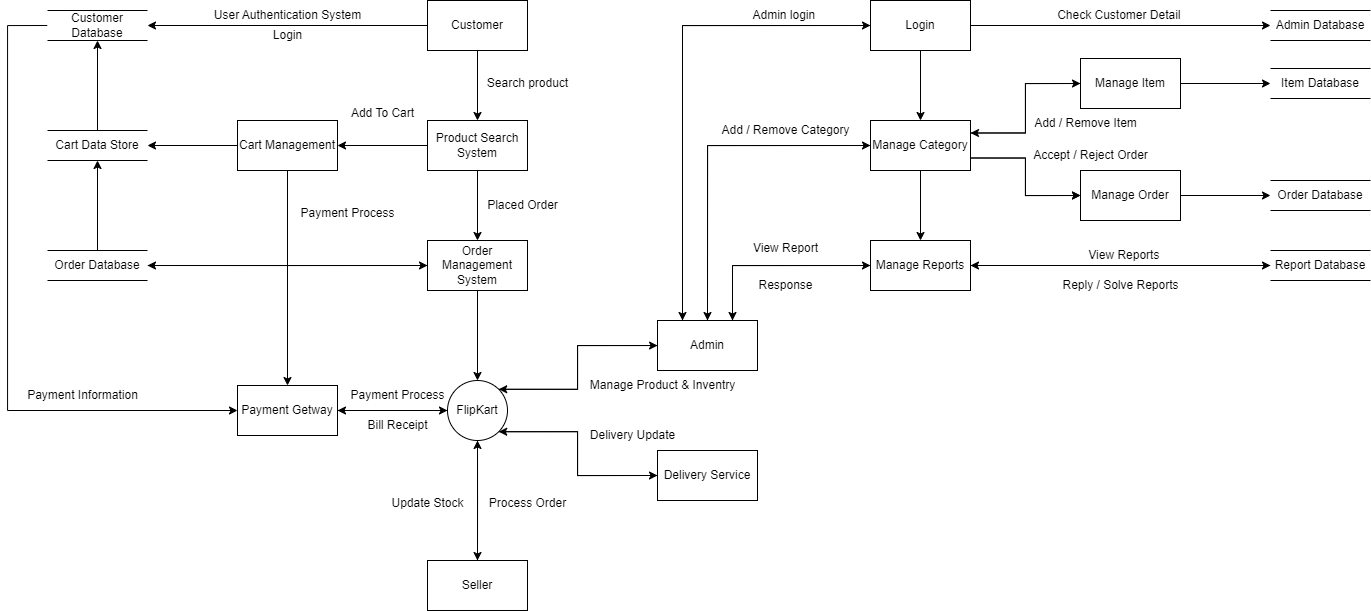 Customer
Database
User Authentication System
Login
Customer
Admin login
Login
Check Customer Detail
Admin Database
Search product
Manage Item
Item Database
Add To Cart
Add / Remove Category
Add / Remove Item
Cart Data Store
Cart Management
Product Search
System
Manage Category
Accept / Reject Order
Payment Process
Placed Order
Manage Order
Order Database
Order Database
Order
Management
System
View Report
Response
Manage Reports
View Reports
Reply / Solve Reports
Report Database
Admin
Manage Product & Inventry
Payment Information
Payment Getway
Payment Process
Bill Receipt
FlipKart
Delivery Update
Delivery Service
Update Stock
Process Order
Seller